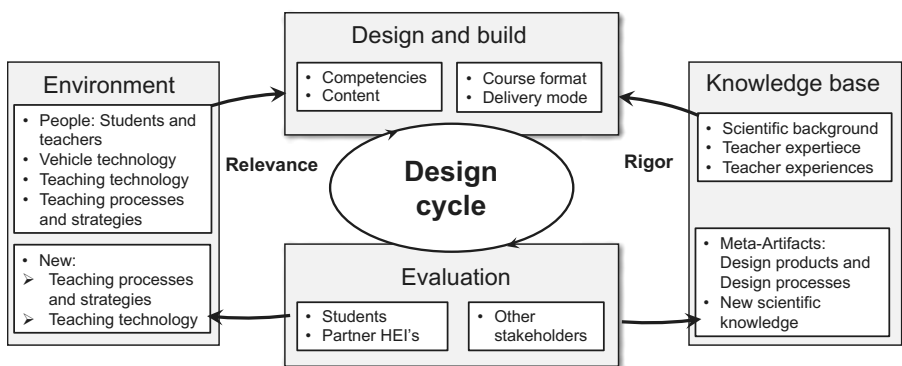 Design and build
• Competencies
• Content
• Course format
• Delivery mode
Environment
• People: Students and
teachers
• Vehicle technology
• Teaching technology
• Teaching processes
and strategies
• New:
➢ Teaching processes
and strategies
➢ Teaching technology
Relevance
Design
cycle
Rigor
Evaluation
• Students
• Partner HEI's
• Other
stakeholders
Knowledge base
• Scientific background
• Teacher expertiece
• Teacher experiences
• Meta-Artifacts:
Design products and
Design processes
• New scientific
knowledge